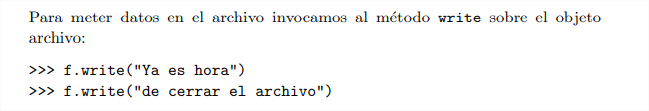 Para meter datos en el archivo invocamos al método write sobre el objeto
archivo:
>>> f.write("Ya es hora")
>>> f.write("de cerrar el archivo")